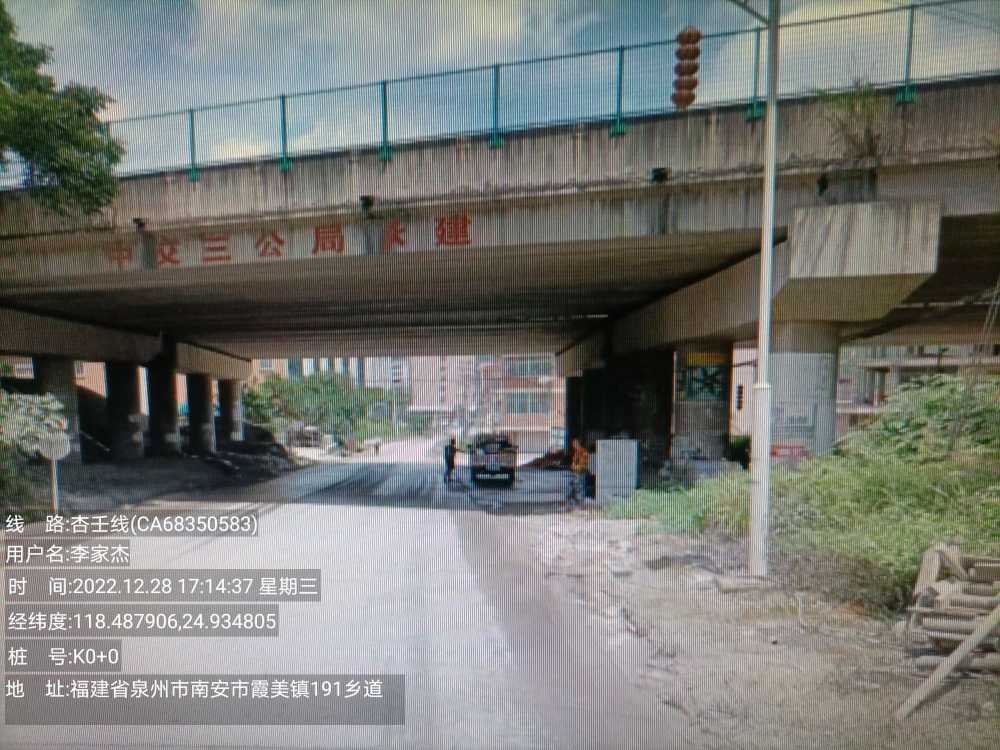 中交三公局承建
线 路:杏壬线(CA68350583)
用户名:李家杰
时 间:2022.12.28 17:14:37 星期三
经纬度:118.487906,24.934805
桩 号:K0+0
地 址:福建省泉州市南安市霞美镇191乡道